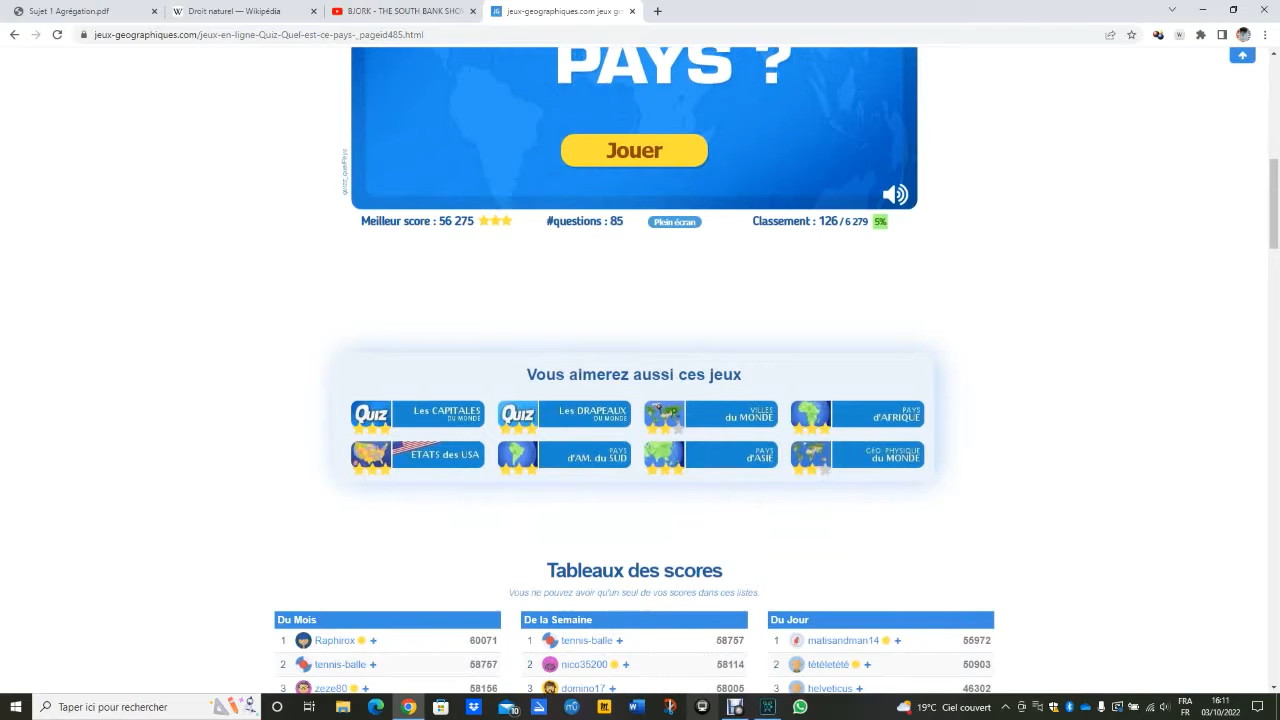 Sujet 1 Agrégation.pdf
Droit naturel — Wikipédia
BJORK - THE SOUTH BANK SHO
jeux-geographiques.com jeux gé
jeux-geographiques.com/jeux-en-ligne-Quiz-Quel-est-ce-pays-_pageid485.html
PAYS ?
Jouer
Meilleur score : 56 275
#questions : 85
Plein écran
Classement : 126 / 6 279 5%
Vous aimerez aussi ces jeux
QUIZ Les CAPITALES DU MONDE
QUIZ Les DRAPEAUX DU MONDE
VILLES du MONDE
PAYS d'AFRIQUE
ETATS des USA
PAYS d'AM. du SUD
PAYS d'ASIE
GÉO PHYSIQUE du MONDE
Tableaux des scores
Vous ne pouvez avoir qu'un seul de vos scores dans ces listes.
Du Mois
1 Raphirox + 60071
2 tennis-balle + 58757
3 zeze80 + 58156
De la Semaine
1 tennis-balle + 58757
2 nico35200 + 58114
3 domino17 + 58005
Du Jour
1 matisandman14 + 55972
2 tétéletété + 50903
3 helveticus + 46302
Taper ici pour rechercher
10
19°C Ciel couvert
FRA
FR
16:11
03/10/2022